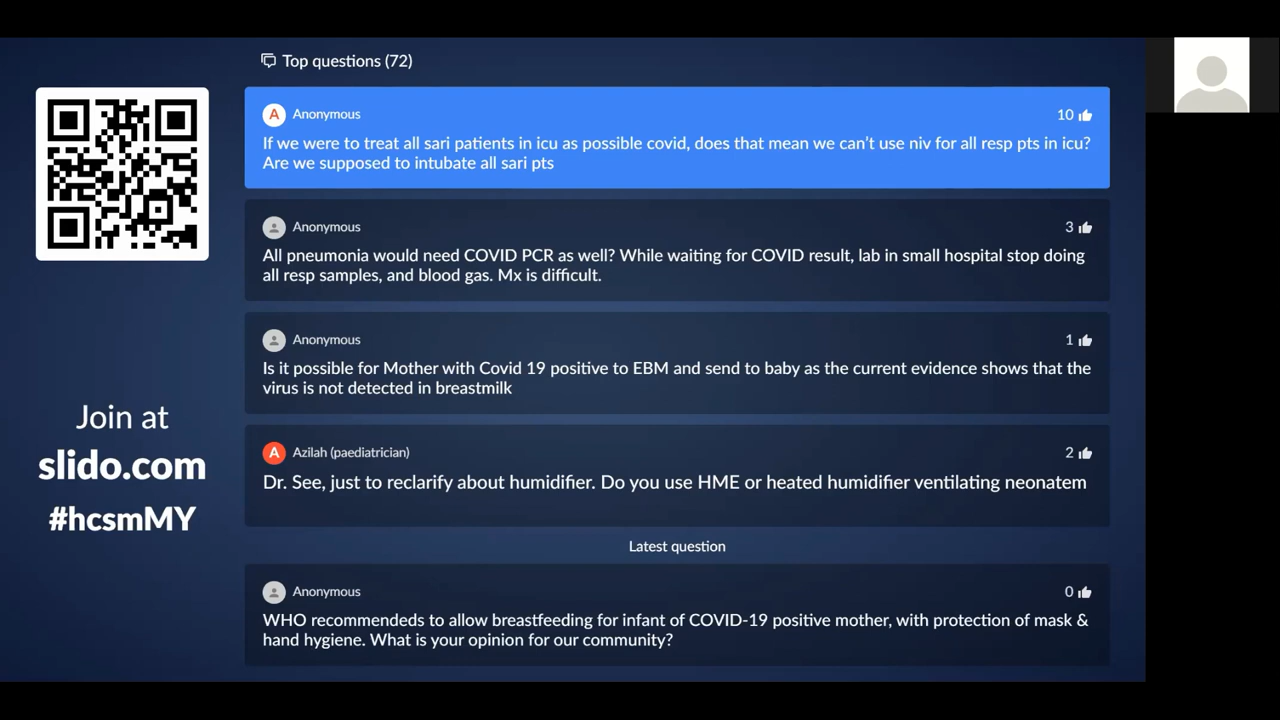 Top questions (72)
A Anonymous 10
If we were to treat all sari patients in icu as possible covid, does that mean we can't use niv for all resp pts in icu?
Are we supposed to intubate all sari pts
Anonymous 3
All pneumonia would need COVID PCR as well? While waiting for COVID result, lab in small hospital stop doing
all resp samples, and blood gas. Mx is difficult.
Anonymous 1
Is it possible for Mother with Covid 19 positive to EBM and send to baby as the current evidence shows that the
virus is not detected in breastmilk
A Azilah (paediatrician) 2
Dr. See, just to reclarify about humidifier. Do you use HME or heated humidifier ventilating neonatem
Latest question
Anonymous 0
WHO recommendeds to allow breastfeeding for infant of COVID-19 positive mother, with protection of mask &
hand hygiene. What is your opinion for our community?
Join at
slido.com
#hcsmMY